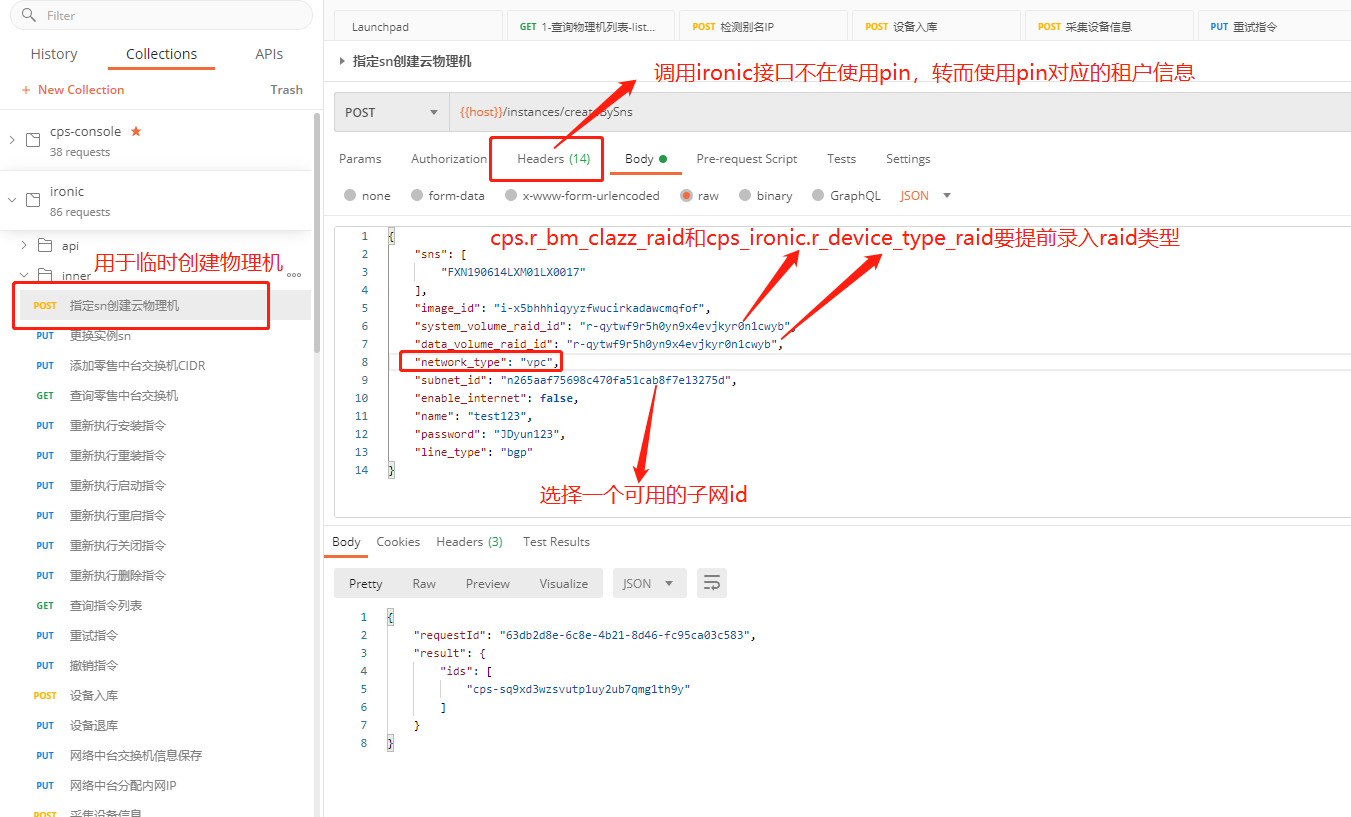 Filter
History
Collections
APIs
+ New Collection
Trash
cps-console
38 requests
ironic
86 requests
api
用于临时创建物理机
inner
POST 指定sn创建云物理机
PUT 更换实例sn
PUT 添加零售中台交换机CIDR
GET 查询零售中台交换机
PUT 重新执行安装指令
PUT 重新执行重装指令
PUT 重新执行启动指令
PUT 重新执行重启指令
PUT 重新执行关闭指令
PUT 重新执行删除指令
GET 查询指令列表
PUT 重试指令
PUT 撤销指令
POST 设备入库
PUT 设备退库
PUT 网络中台交换机信息保存
PUT 网络中台分配内网IP
POST 采集设备信息
Launchpad
GET 1-查询物理机列表-list...
POST 检测别名IP
POST 设备入库
POST 采集设备信息
PUT 重试指令
指定sn创建云物理机
调用ironic接口不在使用pin，转而使用pin对应的租户信息
POST
{{host}}/instances/createBySns
Params
Authorization
Headers (14)
Body
Pre-request Script
Tests
Settings
none
form-data
x-www-form-urlencoded
raw
binary
GraphQL
JSON
cps.r_bm_clazz_raid和cps_ironic.r_device_type_raid要提前录入raid类型
1 {
2 "sns": [
3 "FXN190614LXM01LX0017"
4 ],
5 "image_id": "i-x5bhhhiqyyzfwucirkadawcmqfof",
6 "system_volume_raid_id": "r-qytwf9r5h0yn9x4evjkyr0n1cwyb",
7 "data_volume_raid_id": "r-qytwf9r5h0yn9x4evjkyr0n1cwyb",
8 "network_type": "vpc",
9 "subnet_id": "n265aaf75698c470fa51cab8f7e13275d",
10 "enable_internet": false,
11 "name": "test123",
12 "password": "JDyun123",
13 "line_type": "bgp"
14 }
选择一个可用的子网id
Body
Cookies
Headers (3)
Test Results
Pretty
Raw
Preview
Visualize
JSON
1 {
2 "requestId": "63db2d8e-6c8e-4b21-8d46-fc95ca03c583",
3 "result": {
4 "ids": [
5 "cps-sq9xd3wzsvutp1uy2ub7qmg1th9y"
6 ]
7 }
8 }